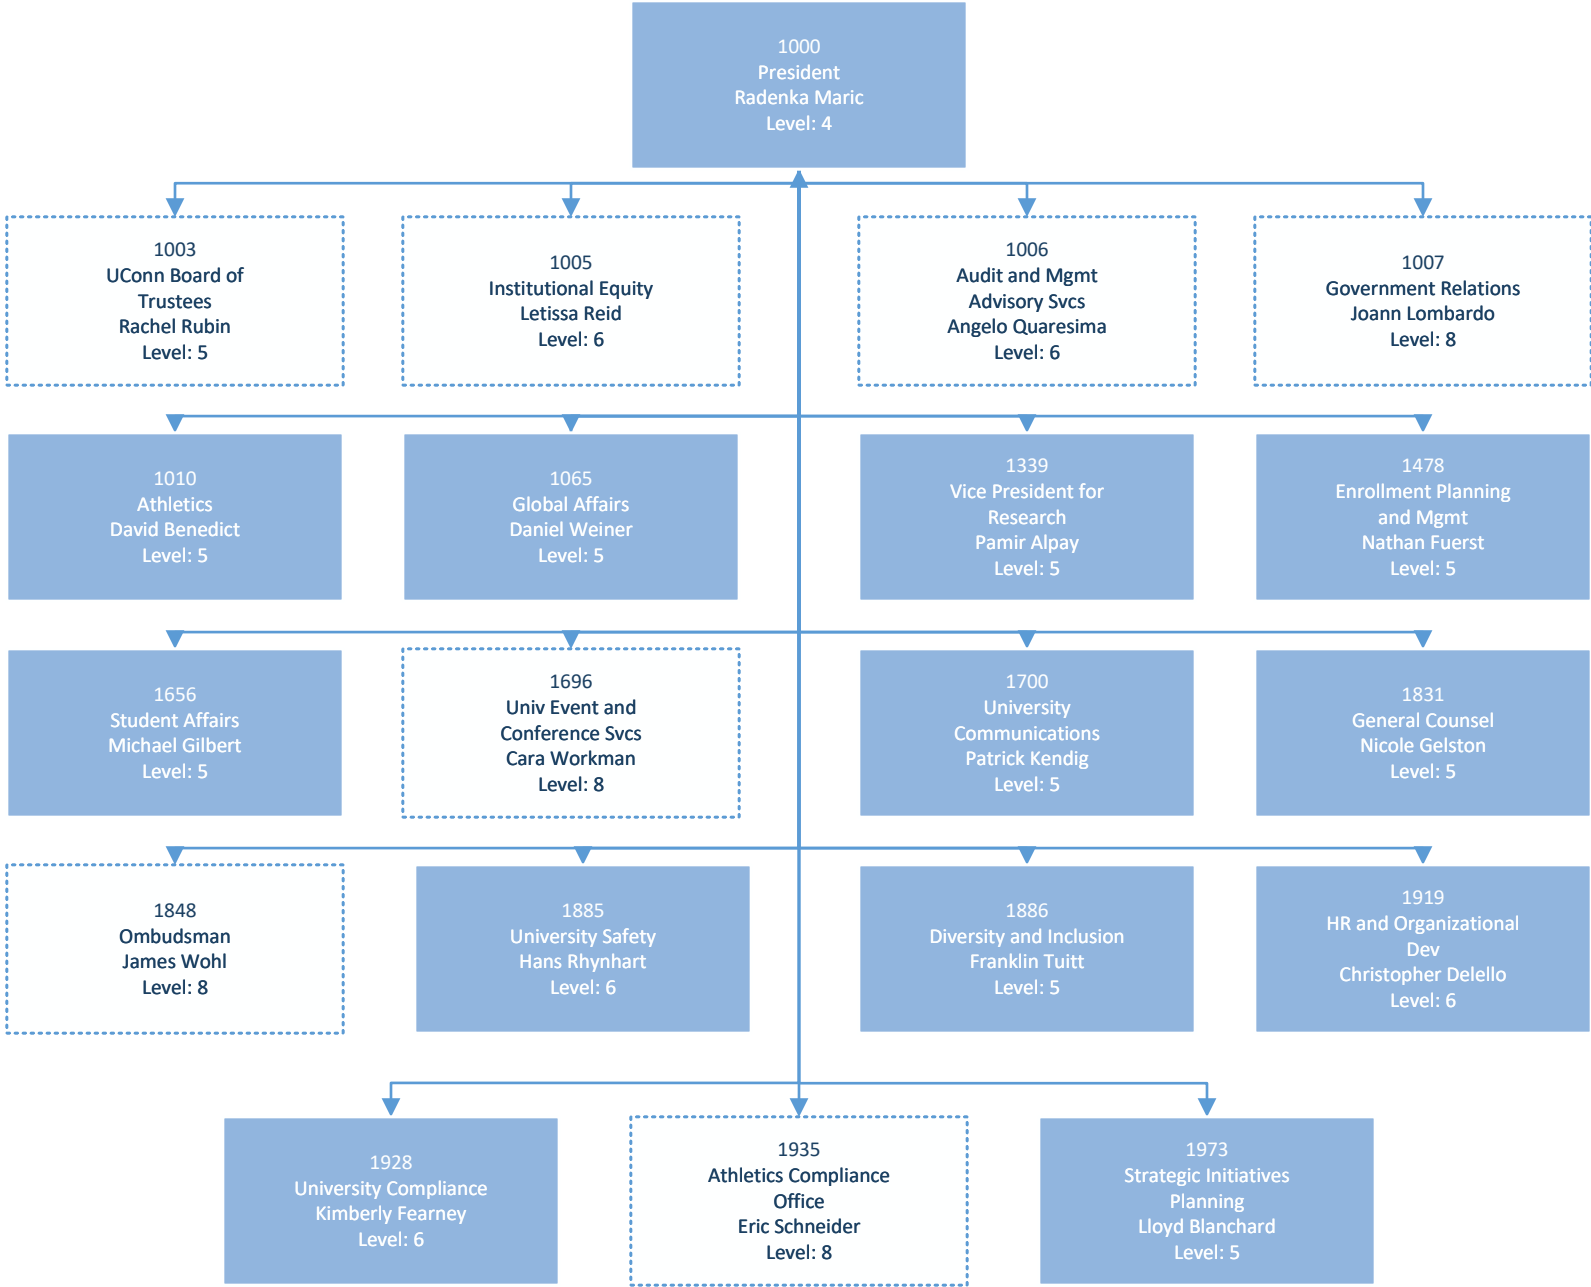 1000
President
Radenka Maric
Level: 4
1003
UConn Board of
Trustees
Rachel Rubin
Level: 5
1005
Institutional Equity
Letissa Reid
Level: 6
1006
Audit and Mgmt
Advisory Svcs
Angelo Quaresima
Level: 6
1007
Government Relations
Joann Lombardo
Level: 8
1010
Athletics
David Benedict
Level: 5
1065
Global Affairs
Daniel Weiner
Level: 5
1339
Vice President for
Research
Pamir Alpay
Level: 5
1478
Enrollment Planning
and Mgmt
Nathan Fuerst
Level: 5
1656
Student Affairs
Michael Gilbert
Level: 5
1696
Univ Event and
Conference Svcs
Cara Workman
Level: 8
1700
University
Communications
Patrick Kendig
Level: 5
1831
General Counsel
Nicole Gelston
Level: 5
1848
Ombudsman
James Wohl
Level: 8
1885
University Safety
Hans Rhynhart
Level: 6
1886
Diversity and Inclusion
Franklin Tuitt
Level: 5
1919
HR and Organizational
Dev
Christopher Delello
Level: 6
1928
University Compliance
Kimberly Fearney
Level: 6
1935
Athletics Compliance
Office
Eric Schneider
Level: 8
1973
Strategic Initiatives
Planning
Lloyd Blanchard
Level: 5